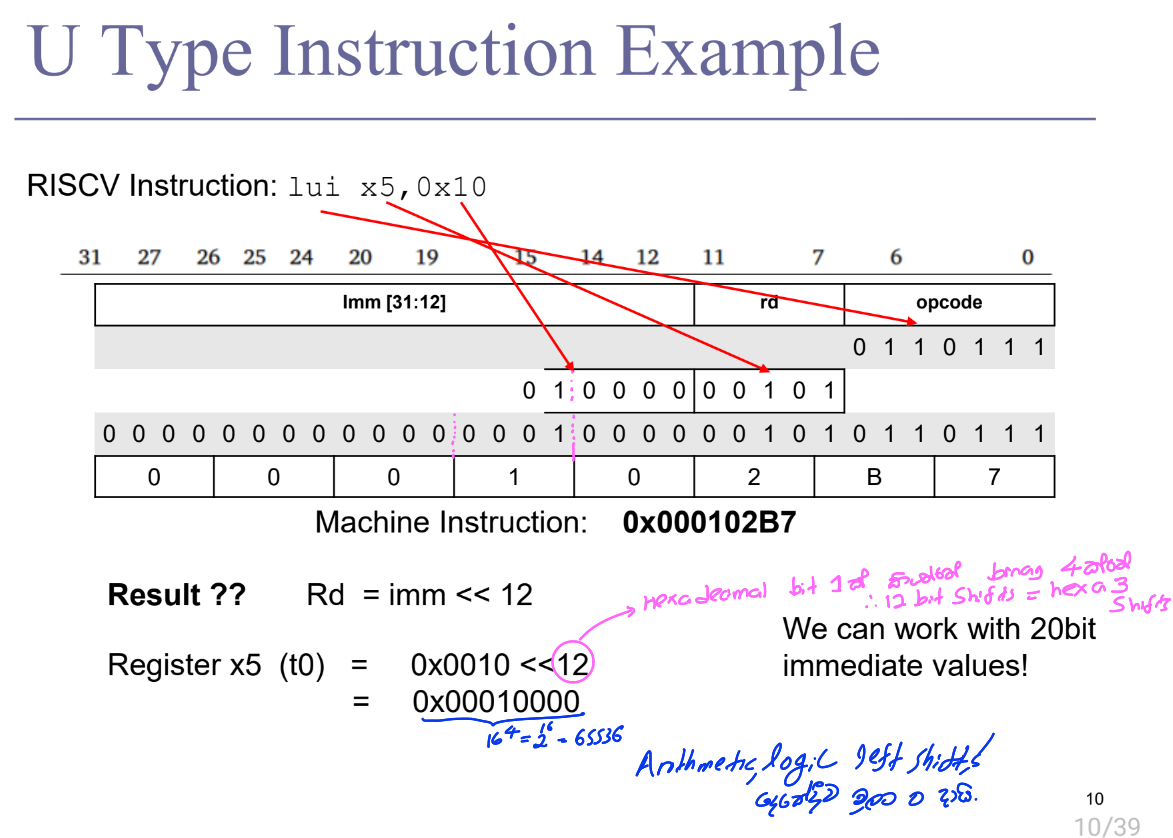 U Type Instruction Example
RISCV Instruction: lui x5,0x10
31 27 26 25 24 20 19 15 14 12 11 7 6 0
Imm [31:12] rd opcode
0 1 1 0 1 1 1
0 1 0 0 0 0 0 0 1 0 1
0 0 0 0 0 0 0 0 0 0 0 0 0 0 0 1 0 0 0 0 0 0 1 0 1 0 1 1 0 1 1 1
0 0 0 1 0 2 B 7
Machine Instruction: 0x000102B7
Hexadecimal bit 1ක් binary 4
∴ 12 bit Shifts = hexa 3
Shifts
Result ?? Rd = imm << 12
We can work with 20bit
immediate values!
Register x5 (t0) = 0x0010 <<12
= 0x00010000
16^4 = 2^16 = 65536
Arithmetic, logic left shift
0
10
10/39